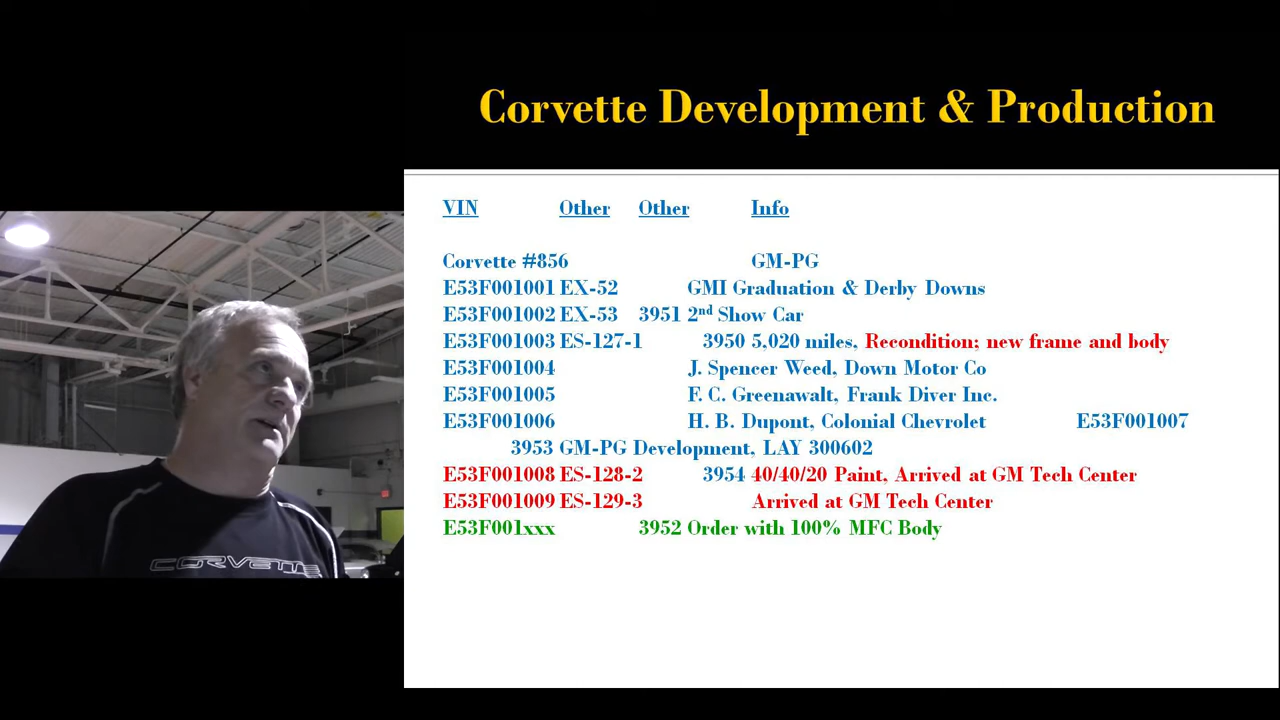 Corvette Development & Production
VIN Other Other Info
Corvette #856 GM-PG
E53F001001 EX-52 GMI Graduation & Derby Downs
E53F001002 EX-53 3951 2nd Show Car
E53F001003 ES-127-1 3950 5,020 miles, Recondition; new frame and body
E53F001004 J. Spencer Weed, Down Motor Co
E53F001005 F. C. Greenawalt, Frank Diver Inc.
E53F001006 H. B. Dupont, Colonial Chevrolet E53F001007
3953 GM-PG Development, LAY 300602
E53F001008 ES-128-2 3954 40/40/20 Paint, Arrived at GM Tech Center
E53F001009 ES-129-3 Arrived at GM Tech Center
E53F001xxx 3952 Order with 100% MFC Body
CORVETTE